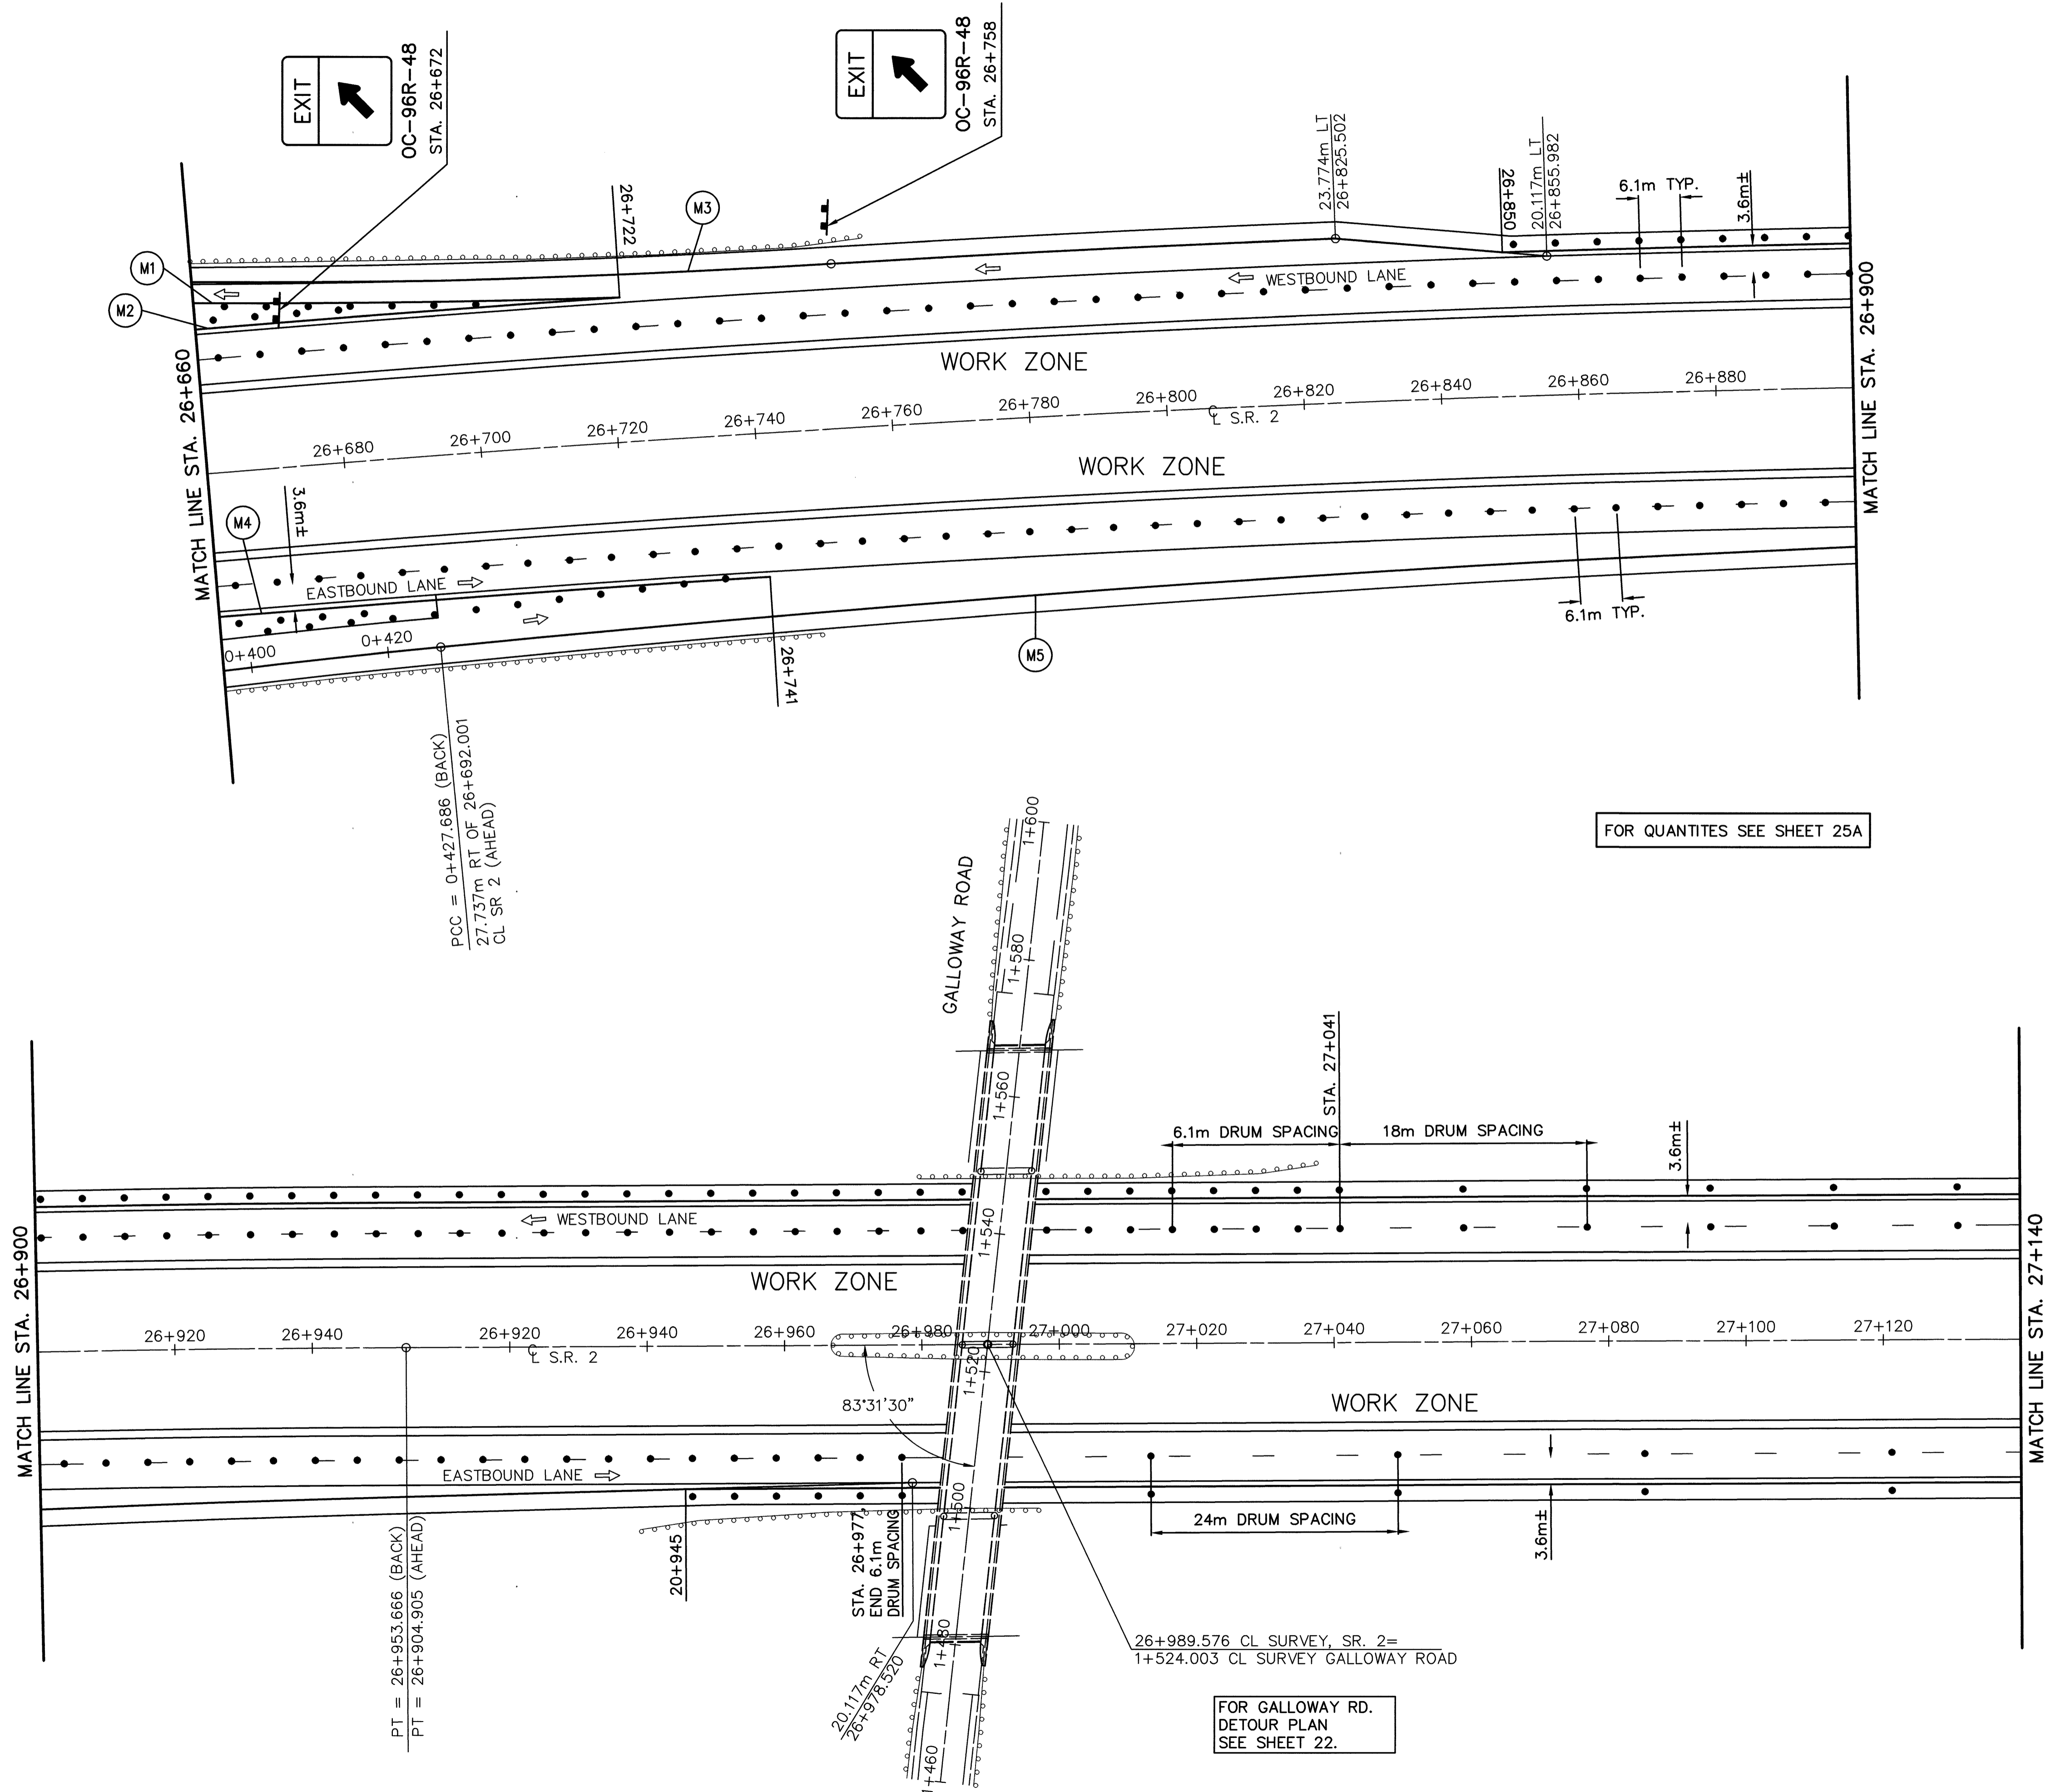 EXIT
OC-96R-48
STA. 26+672
EXIT
OC-96R-48
STA. 26+758
23.774m LT
26+825.502
26+850
20.117m LT
26+855.982
6.1m TYP.
3.6m±
26+722
M3
M1
M2
WESTBOUND LANE
MATCH LINE STA. 26+660
MATCH LINE STA. 26+900
WORK ZONE
26+680
26+700
26+720
26+740
26+760
26+780
26+800
26+820
26+840
26+860
26+880
℄ S.R. 2
WORK ZONE
3.6m±
M4
EASTBOUND LANE
0+400
0+420
26+741
M5
6.1m TYP.
PCC = 0+427.686 (BACK)
27.737m RT OF 26+692.001
CL SR 2 (AHEAD)
FOR QUANTITES SEE SHEET 25A
GALLOWAY ROAD
1+600
1+580
1+560
1+540
1+520
1+500
1+480
1+460
STA. 27+041
6.1m DRUM SPACING
18m DRUM SPACING
3.6m±
WESTBOUND LANE
MATCH LINE STA. 26+900
MATCH LINE STA. 27+140
WORK ZONE
26+920
26+940
26+920
26+940
26+960
26+980
27+000
27+020
27+040
27+060
27+080
27+100
27+120
℄ S.R. 2
83°31'30"
WORK ZONE
EASTBOUND LANE
PT = 26+953.666 (BACK)
PT = 26+904.905 (AHEAD)
20+945
STA. 26+977,
END 6.1m
DRUM SPACING
20.117m RT
26+978.520
24m DRUM SPACING
3.6m±
26+989.576 CL SURVEY, SR. 2=
1+524.003 CL SURVEY GALLOWAY ROAD
FOR GALLOWAY RD.
DETOUR PLAN
SEE SHEET 22.